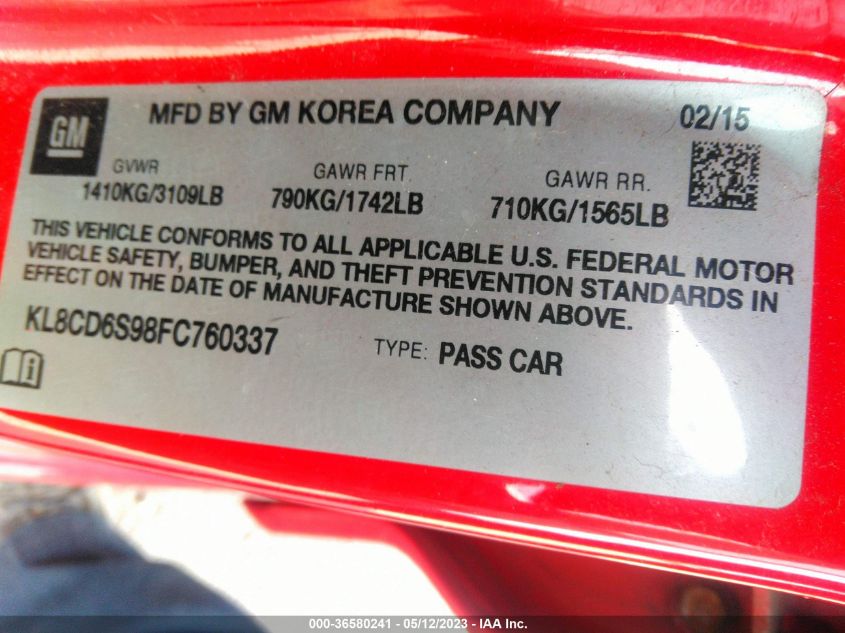 MFD BY GM KOREA COMPANY 02/15
GM
GVWR GAWR FRT. GAWR RR.
1410KG/3109LB 790KG/1742LB 710KG/1565LB
THIS VEHICLE CONFORMS TO ALL APPLICABLE U.S. FEDERAL MOTOR
VEHICLE SAFETY, BUMPER, AND THEFT PREVENTION STANDARDS IN
EFFECT ON THE DATE OF MANUFACTURE SHOWN ABOVE.
KL8CD6S98FC760337 TYPE: PASS CAR
000-36580241 - 05/12/2023 - IAA Inc.